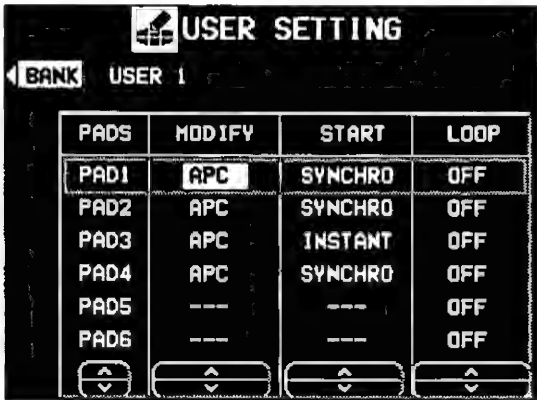 USER SETTING
BANK USER 1
PADS MODIFY START LOOP
PAD1 APC SYNCHRO OFF
PAD2 APC SYNCHRO OFF
PAD3 APC INSTANT OFF
PAD4 APC SYNCHRO OFF
PAD5 --- --- OFF
PAD6 --- --- OFF